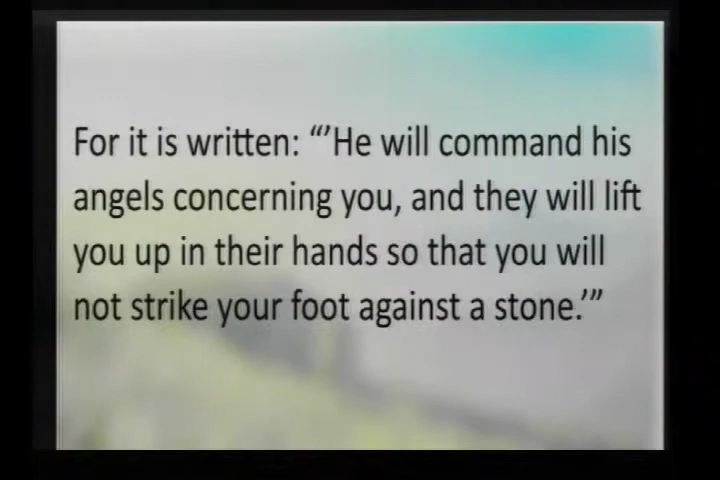 For it is written: “’He will command his
angels concerning you, and they will lift
you up in their hands so that you will
not strike your foot against a stone.’”